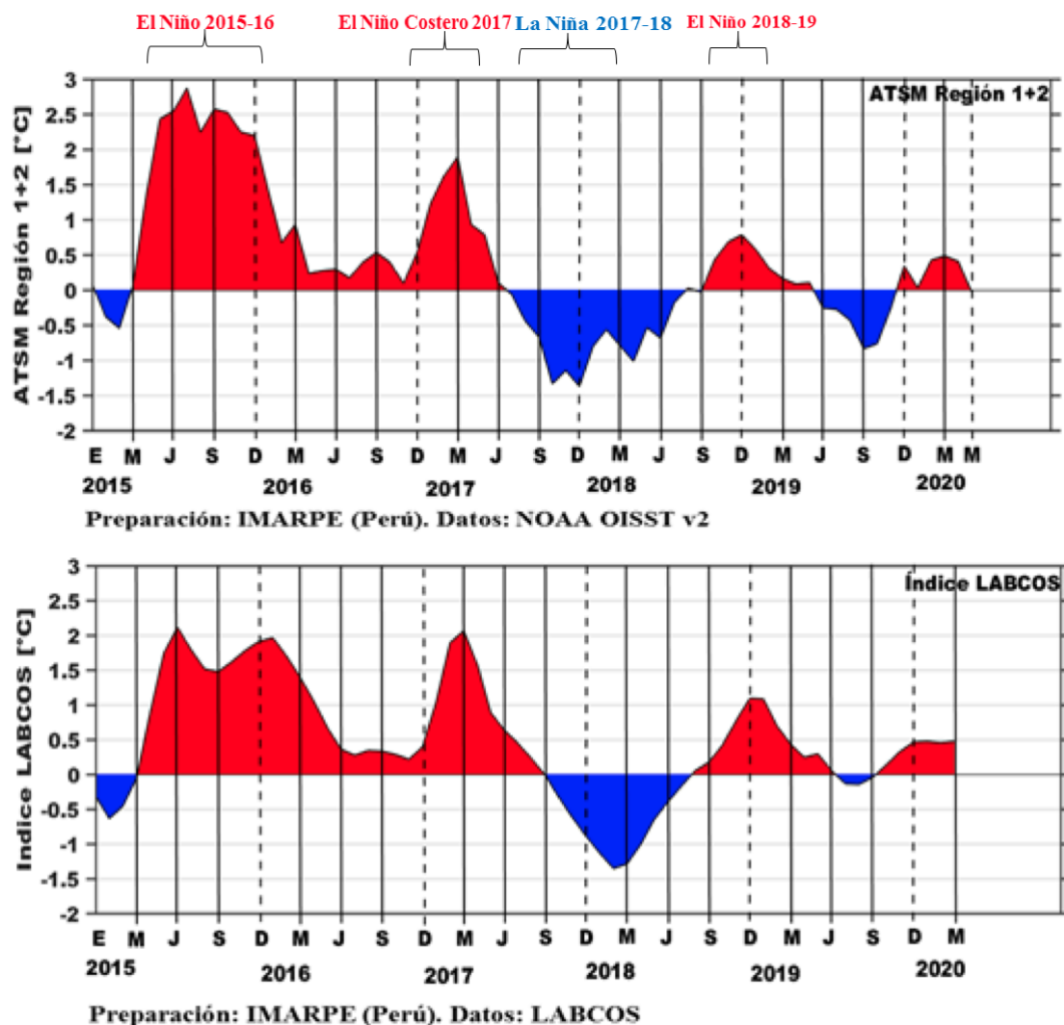 El Niño 2015-16 El Niño Costero 2017 La Niña 2017-18 El Niño 2018-19
ATSM Región 1+2
ATSM Región 1+2 [°C]
3
2.5
2
1.5
1
0.5
0
-0.5
-1
-1.5
-2
E M J S D M J S D M J S D M J S D M J S D M M
2015 2016 2017 2018 2019 2020
Preparación: IMARPE (Perú). Datos: NOAA OISST v2
Índice LABCOS
Indice LABCOS [°C]
3
2.5
2
1.5
1
0.5
0
-0.5
-1
-1.5
-2
E M J S D M J S D M J S D M J S D M J S D M
2015 2016 2017 2018 2019 2020
Preparación: IMARPE (Perú). Datos: LABCOS